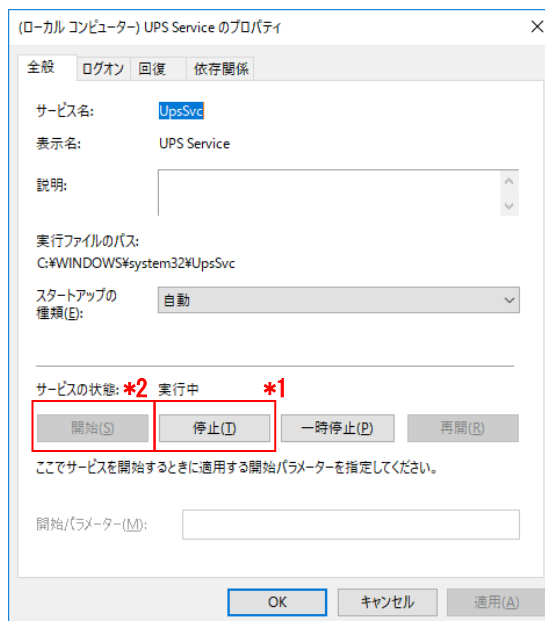 (ローカル コンピューター) UPS Service のプロパティ
全般 ログオン 回復 依存関係
サービス名: UpsSvc
表示名: UPS Service
説明:
実行ファイルのパス:
C:¥WINDOWS¥system32¥UpsSvc
スタートアップの
種類(E): 自動
サービスの状態: *2 実行中 *1
開始(S) 停止(T) 一時停止(P) 再開(R)
ここでサービスを開始するときに適用する開始パラメーターを指定してください。
開始パラメーター(M):
OK キャンセル 適用(A)